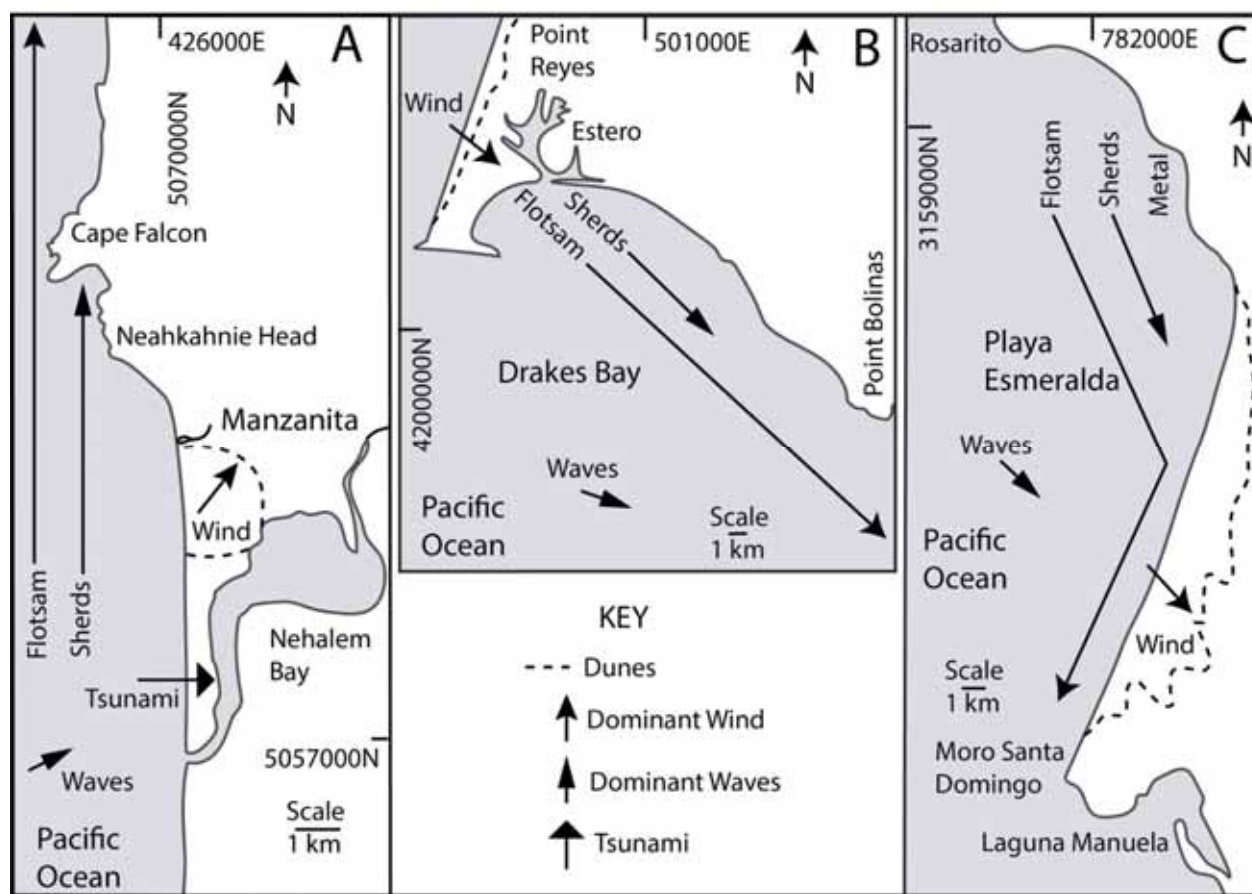 A
426000E
N
5070000N
Cape Falcon
Neahkahnie Head
Manzanita
Wind
Flotsam
Sherds
Nehalem
Bay
Tsunami
5057000N
Waves
Scale
1 km
Pacific
Ocean
B
501000E
N
Point
Reyes
Wind
Estero
Sherds
Flotsam
Point Bolinas
4200000N
Drakes Bay
Waves
Pacific
Ocean
Scale
1 km
KEY
Dunes
Dominant Wind
Dominant Waves
Tsunami
C
782000E
Rosarito
N
3159000N
Flotsam
Sherds
Metal
Playa
Esmeralda
Waves
Pacific
Ocean
Wind
Scale
1 km
Moro Santa
Domingo
Laguna Manuela